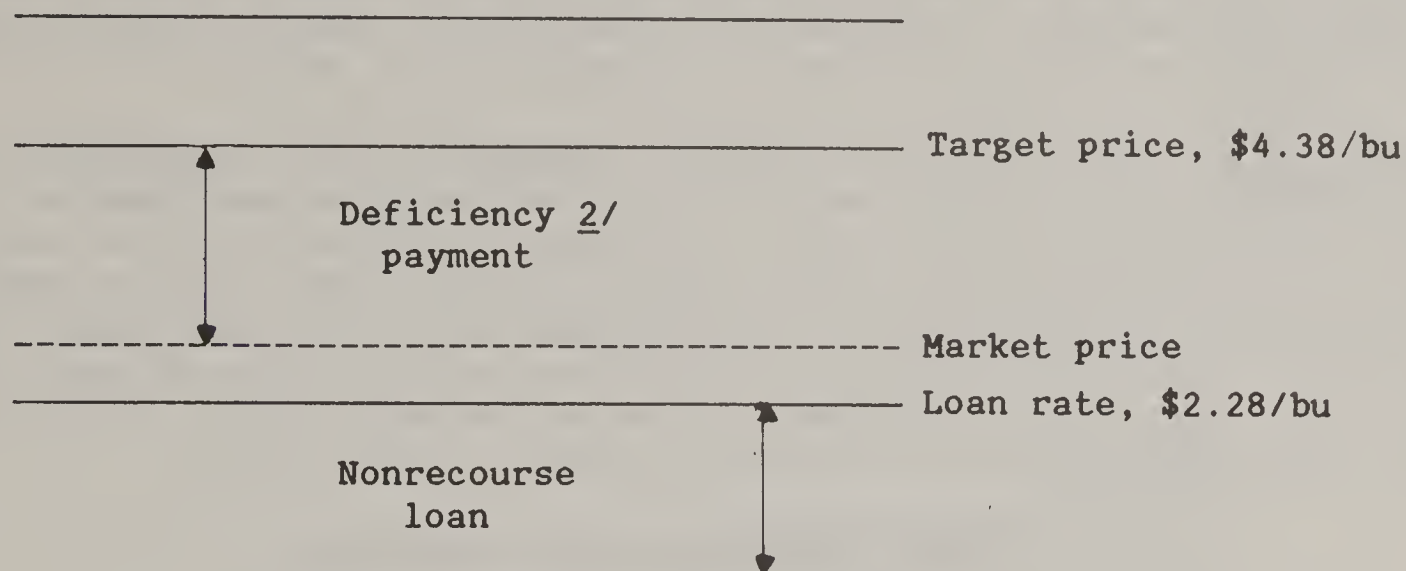 Target price, $4.38/bu
Deficiency 2/
payment
Market price
Loan rate, $2.28/bu
Nonrecourse
loan